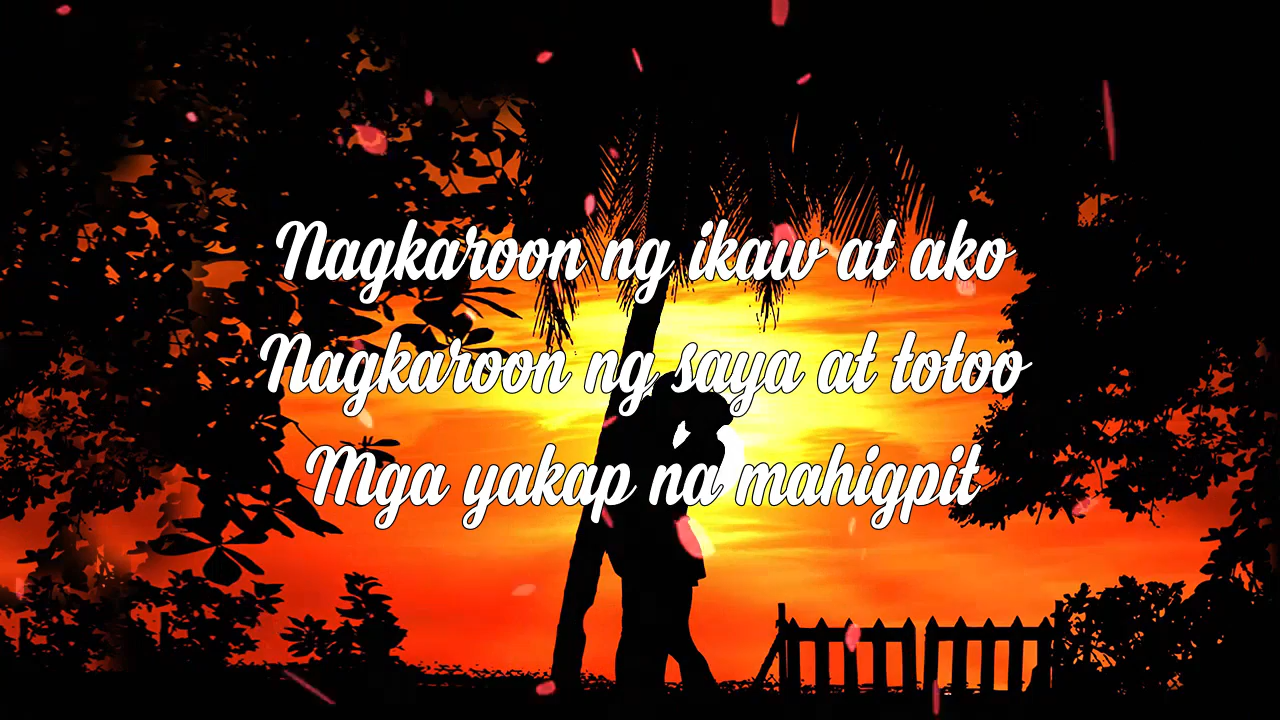 Nagkaroon ng ikaw at ako
Nagkaroon ng saya at totoo
Mga yakap na mahigpit